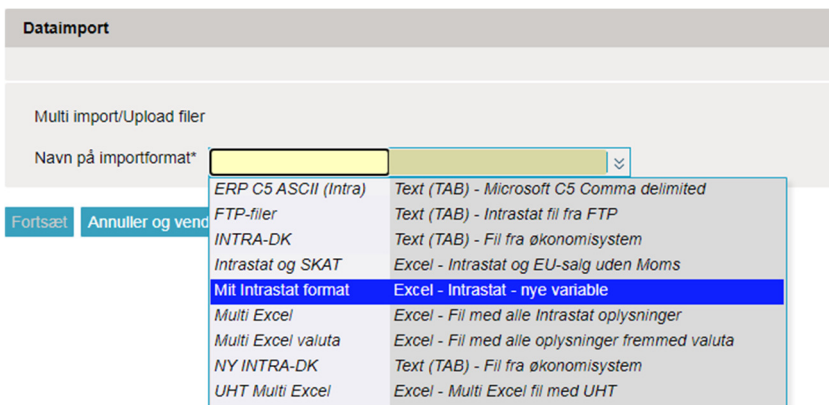 Dataimport
Multi import/Upload filer
Navn på importformat*
ERP C5 ASCII (Intra) Text (TAB) - Microsoft C5 Comma delimited
FTP-filer Text (TAB) - Intrastat fil fra FTP
Fortsæt Annuller og vend INTRA-DK Text (TAB) - Fil fra økonomisystem
Intrastat og SKAT Excel - Intrastat og EU-salg uden Moms
Mit Intrastat format Excel - Intrastat - nye variable
Multi Excel Excel - Fil med alle Intrastat oplysninger
Multi Excel valuta Excel - Fil med alle oplysninger fremmed valuta
NY INTRA-DK Text (TAB) - Fil fra økonomisystem
UHT Multi Excel Excel - Multi Excel fil med UHT